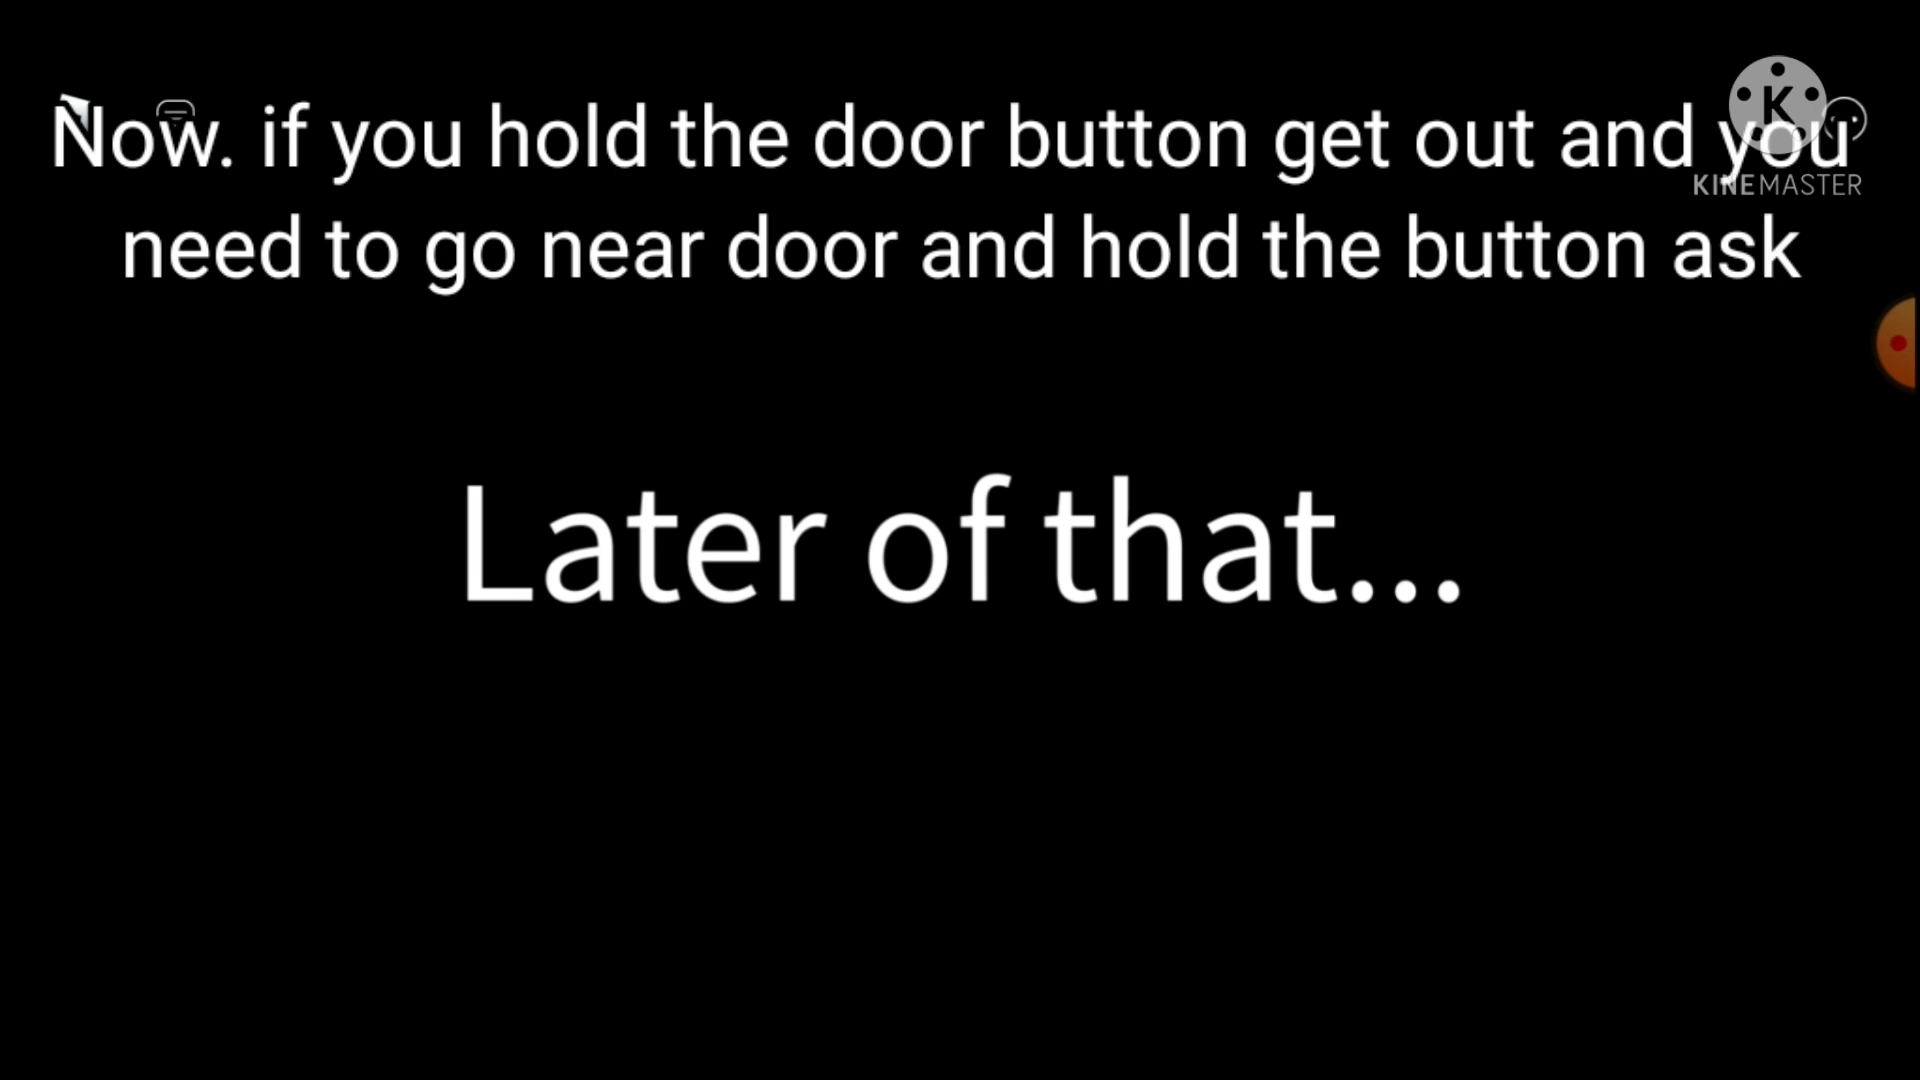 Now. if you hold the door button get out and you
need to go near door and hold the button ask
K
KINEMASTER
Later of that...